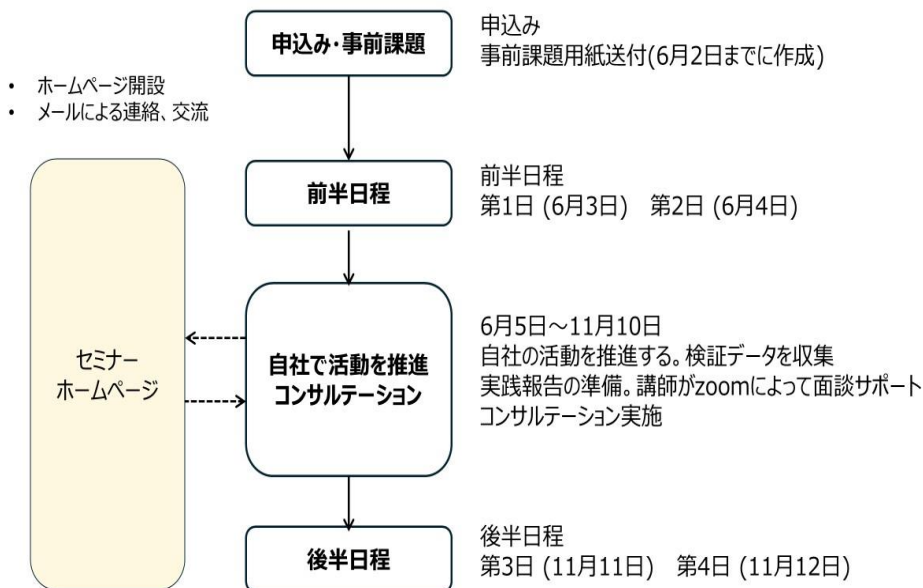 申込み・事前課題
申込み
事前課題用紙送付(6月2日までに作成)
• ホームページ開設
• メールによる連絡、交流
前半日程
前半日程
第1日 (6月3日) 第2日 (6月4日)
セミナー
ホームページ
自社で活動を推進
コンサルテーション
6月5日～11月10日
自社の活動を推進する。検証データを収集
実践報告の準備。講師がzoomによって面談サポート
コンサルテーション実施
後半日程
後半日程
第3日 (11月11日) 第4日 (11月12日)